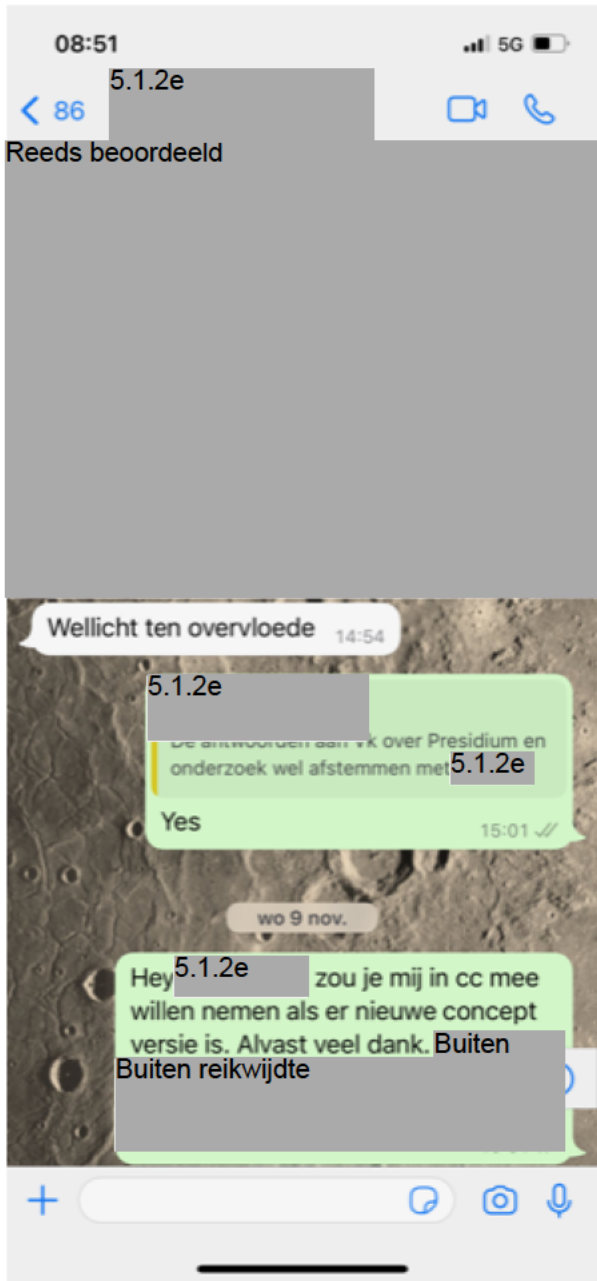 08:51
5G
5.1.2e
86
Reeds beoordeeld
Wellicht ten overvloede 14:54
5.1.2e
De antwoorden aan VK over Presidium en
onderzoek wel afstemmen met 5.1.2e
Yes
15:01
wo 9 nov.
Hey 5.1.2e zou je mij in cc mee
willen nemen als er nieuwe concept
versie is. Alvast veel dank. Buiten
Buiten reikwijdte